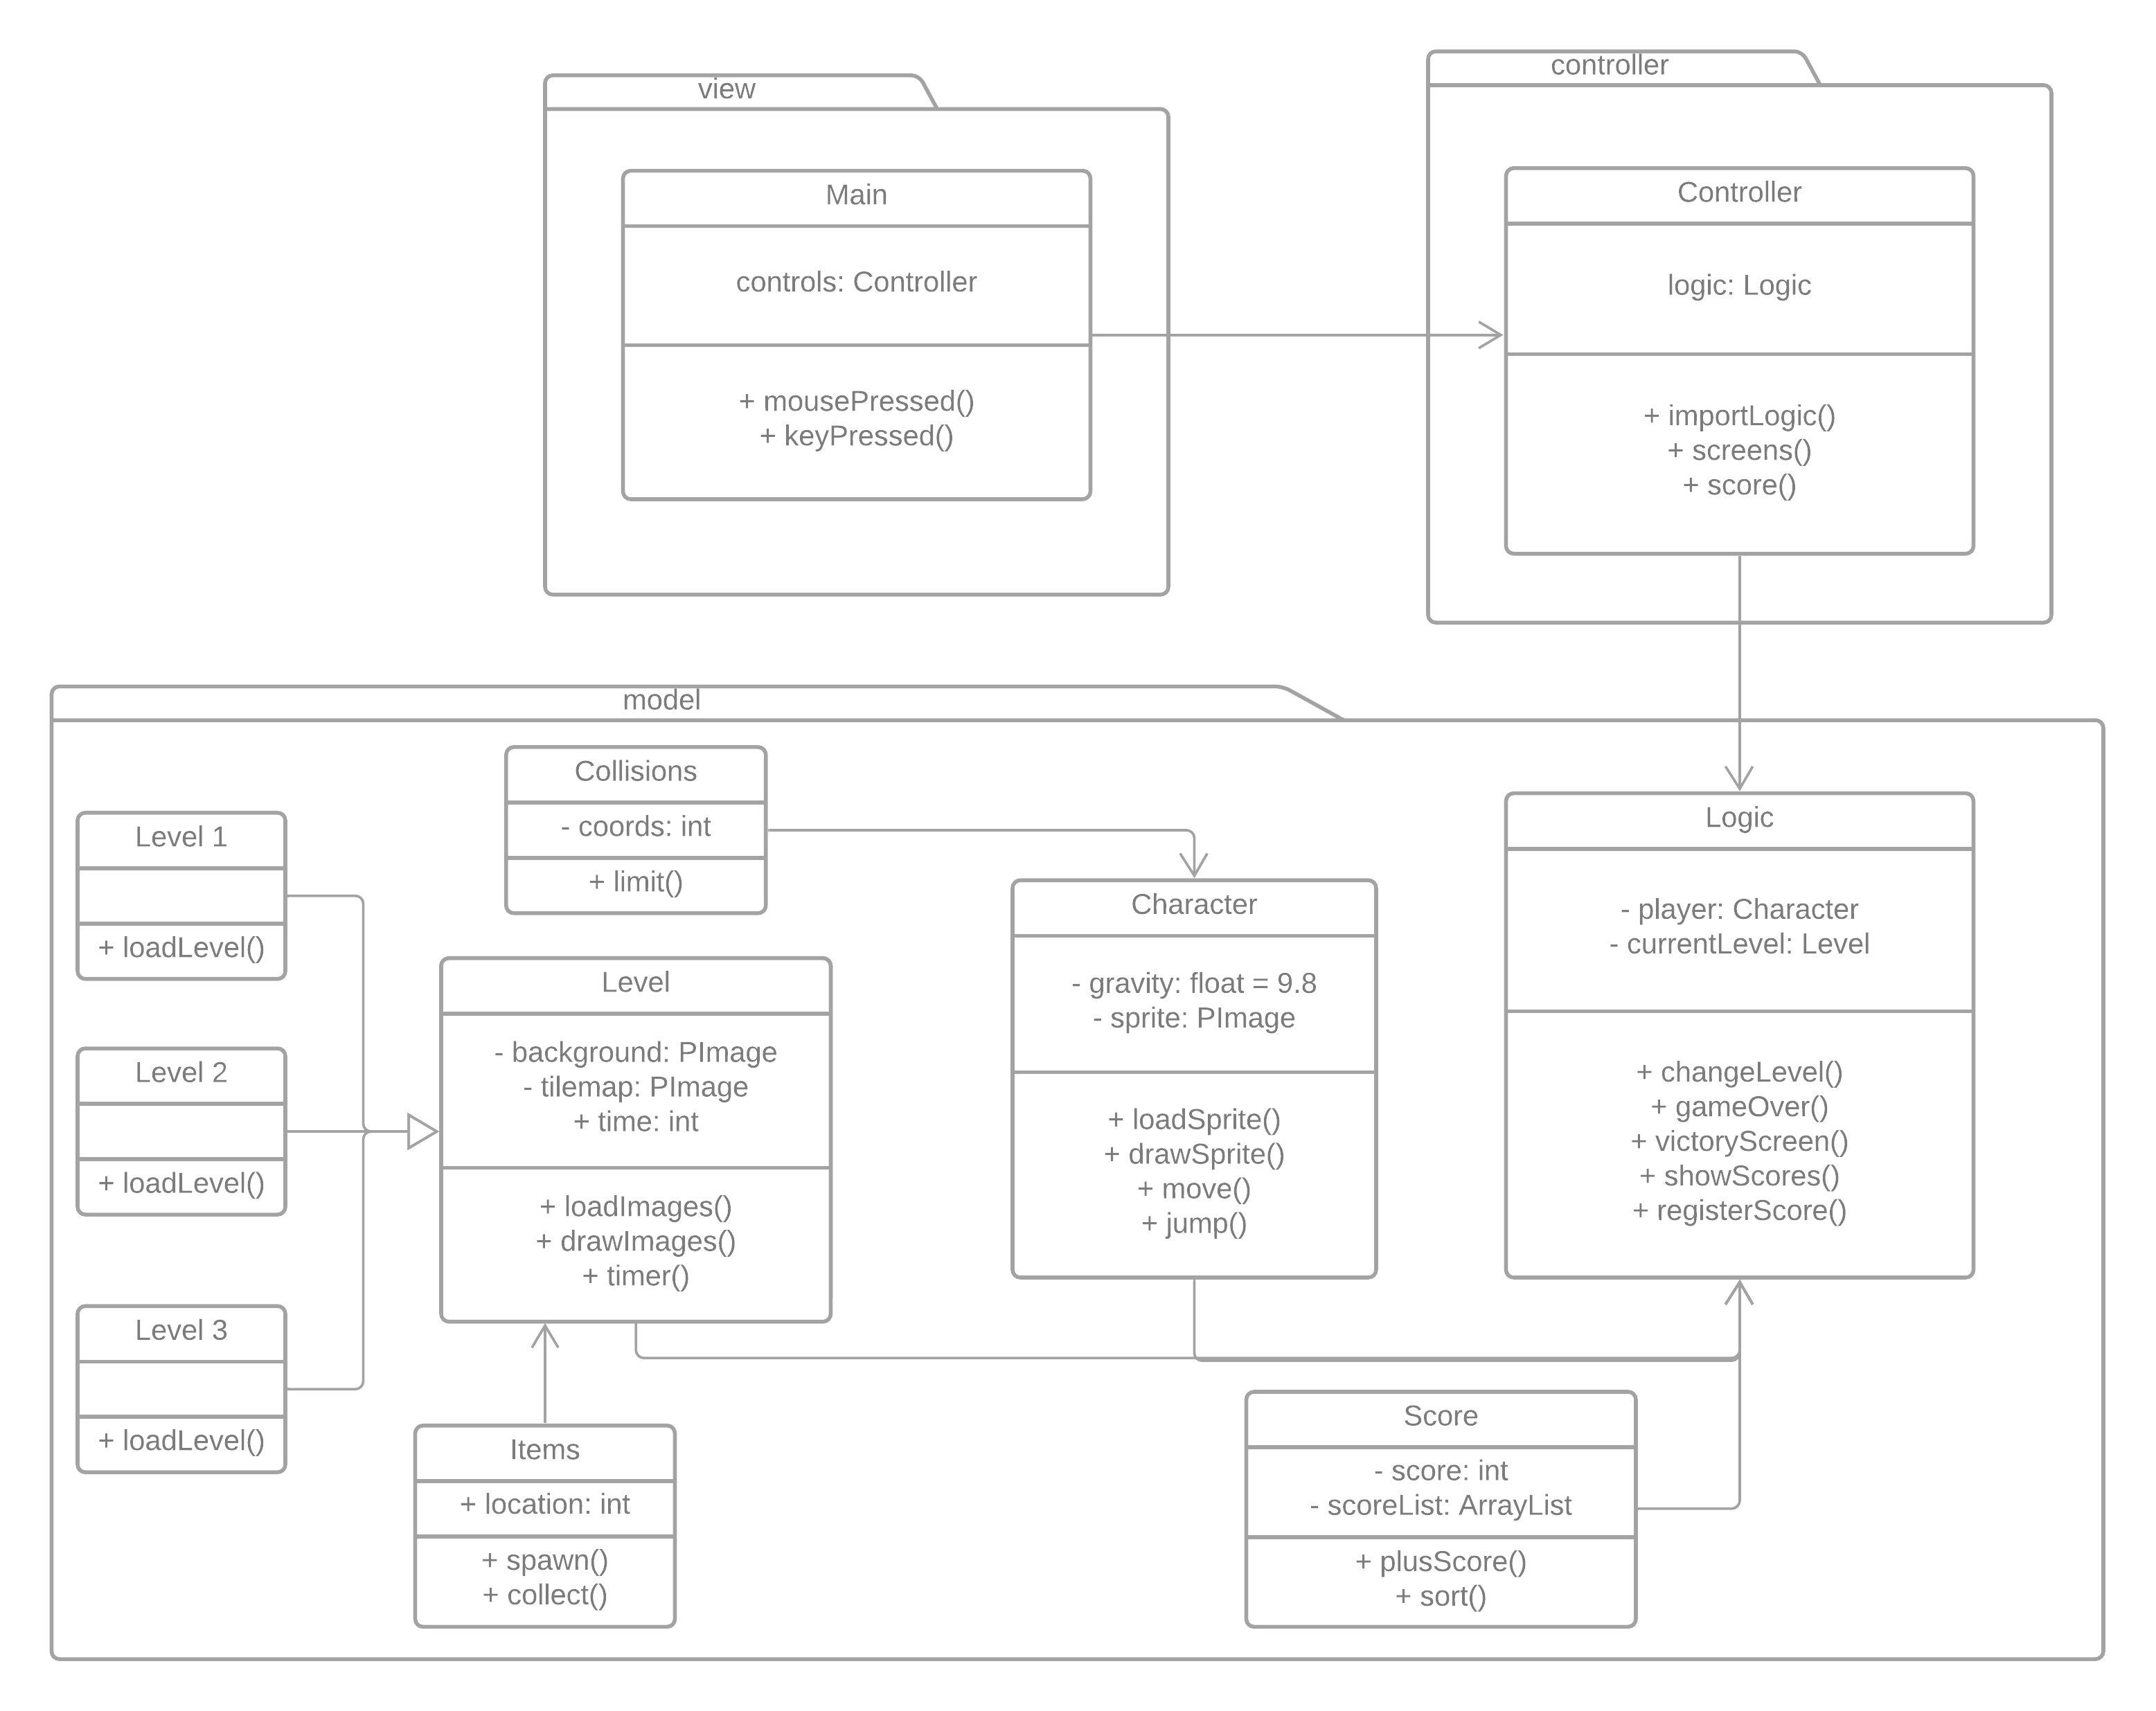 view
Main
controls: Controller
+ mousePressed()
+ keyPressed()
controller
Controller
logic: Logic
+ importLogic()
+ screens()
+ score()
model
Level 1
+ loadLevel()
Level 2
+ loadLevel()
Level 3
+ loadLevel()
Collisions
- coords: int
+ limit()
Level
- background: PImage
- tilemap: PImage
+ time: int
+ loadImages()
+ drawImages()
+ timer()
Items
+ location: int
+ spawn()
+ collect()
Character
- gravity: float = 9.8
- sprite: PImage
+ loadSprite()
+ drawSprite()
+ move()
+ jump()
Logic
- player: Character
- currentLevel: Level
+ changeLevel()
+ gameOver()
+ victoryScreen()
+ showScores()
+ registerScore()
Score
- score: int
- scoreList: ArrayList
+ plusScore()
+ sort()